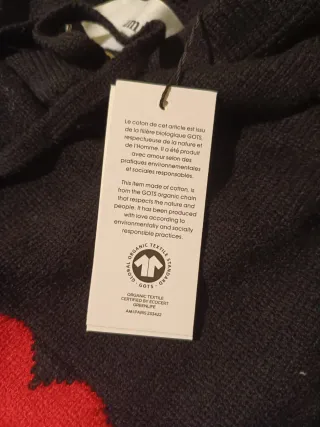 Le coton de cet article est issu
de la filière biologique GOTS,
respectueuse de la nature et
de l'Homme. Il a été produit
avec amour selon des
pratiques environnementales
et sociales responsables.
This item made of cotton, is
from the GOTS organic chain
that respects the nature and
people. It has been produced
with love according to
environmentally and socially
responsible practices.
GLOBAL ORGANIC TEXTILE STANDARD
· GOTS ·
ORGANIC TEXTILE
CERTIFIED BY ECOCERT
GREENLIFE